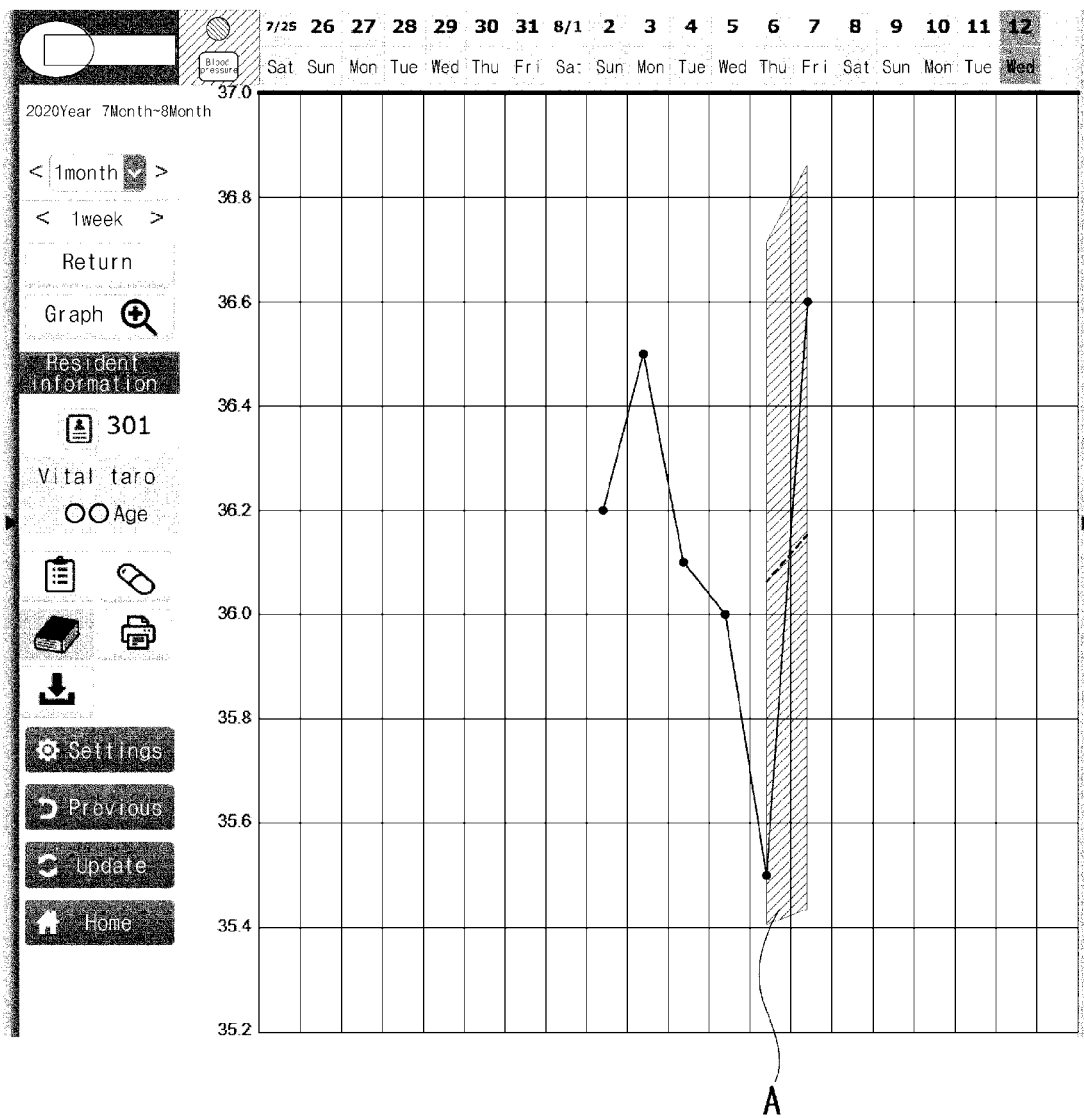 7/25 26 27 28 29 30 31 8/1 2 3 4 5 6 7 8 9 10 11 12
Blood pressure
Sat Sun Mon Tue Wed Thu Fri Sat Sun Mon Tue Wed Thu Fri Sat Sun Mon Tue Wed
2020Year 7Month~8Month
< 1month >
< 1week >
Return
Graph
Resident
information
301
Vital taro
○○Age
Settings
Previous
Update
Home
37.0
36.8
36.6
36.4
36.2
36.0
35.8
35.6
35.4
35.2
A